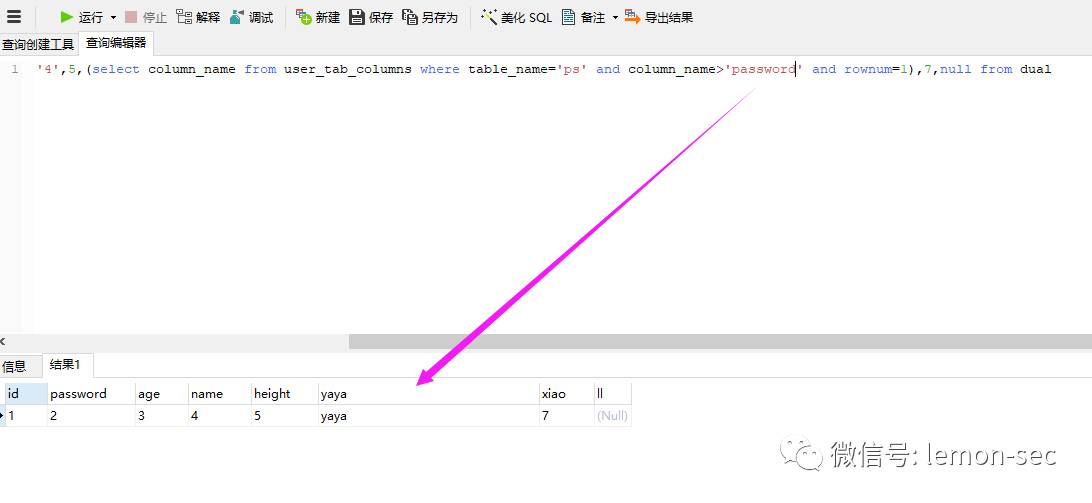 运行 停止 解释 调试 新建 保存 另存为 美化 SQL 备注 导出结果
查询创建工具 查询编辑器
1 '4',5,(select column_name from user_tab_columns where table_name='ps' and column_name>'password' and rownum=1),7,null from dual
信息 结果1
id password age name height yaya xiao ll
1 2 3 4 5 yaya 7 (Null)
微信号: lemon-sec